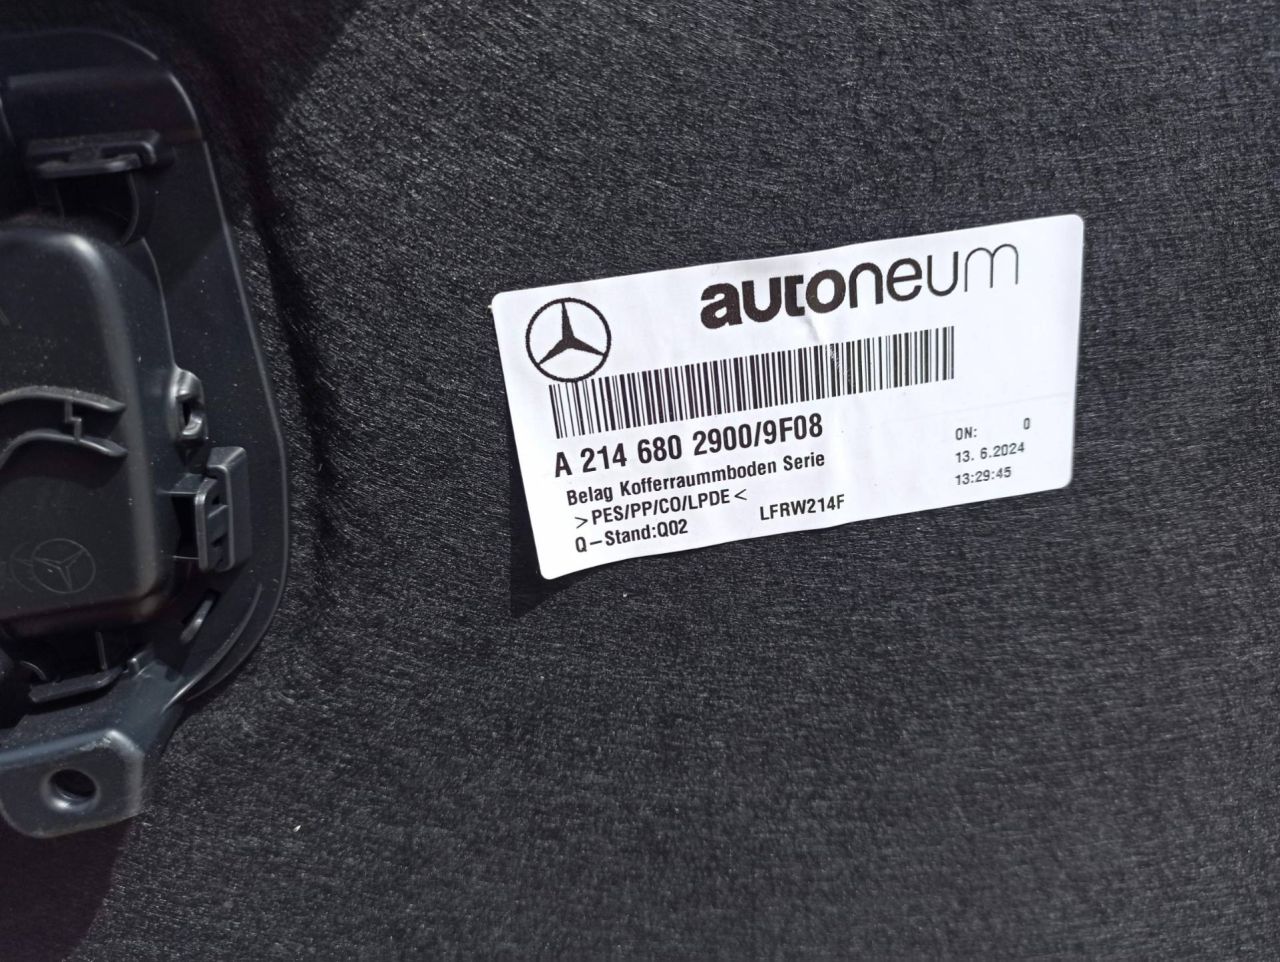 autoneum
A 214 680 2900/9F08
Belag Kofferraummboden Serie
>PES/PP/CO/LPDE<
Q-Stand:Q02 LFRW214F
ON: 0
13. 6.2024
13:29:45